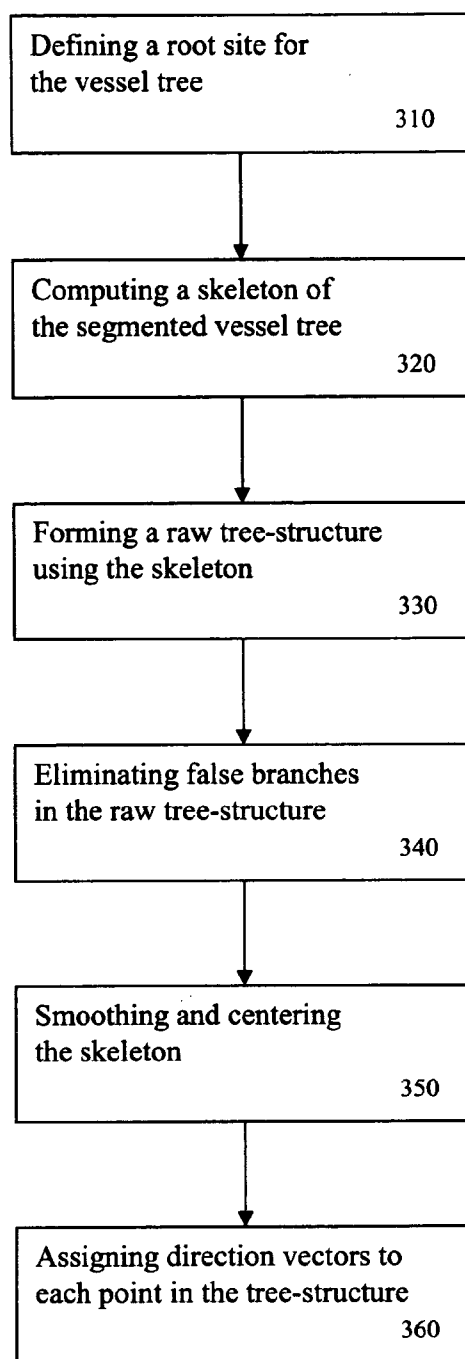 Defining a root site for
the vessel tree
310
Computing a skeleton of
the segmented vessel tree
320
Forming a raw tree-structure
using the skeleton
330
Eliminating false branches
in the raw tree-structure
340
Smoothing and centering
the skeleton
350
Assigning direction vectors to
each point in the tree-structure
360